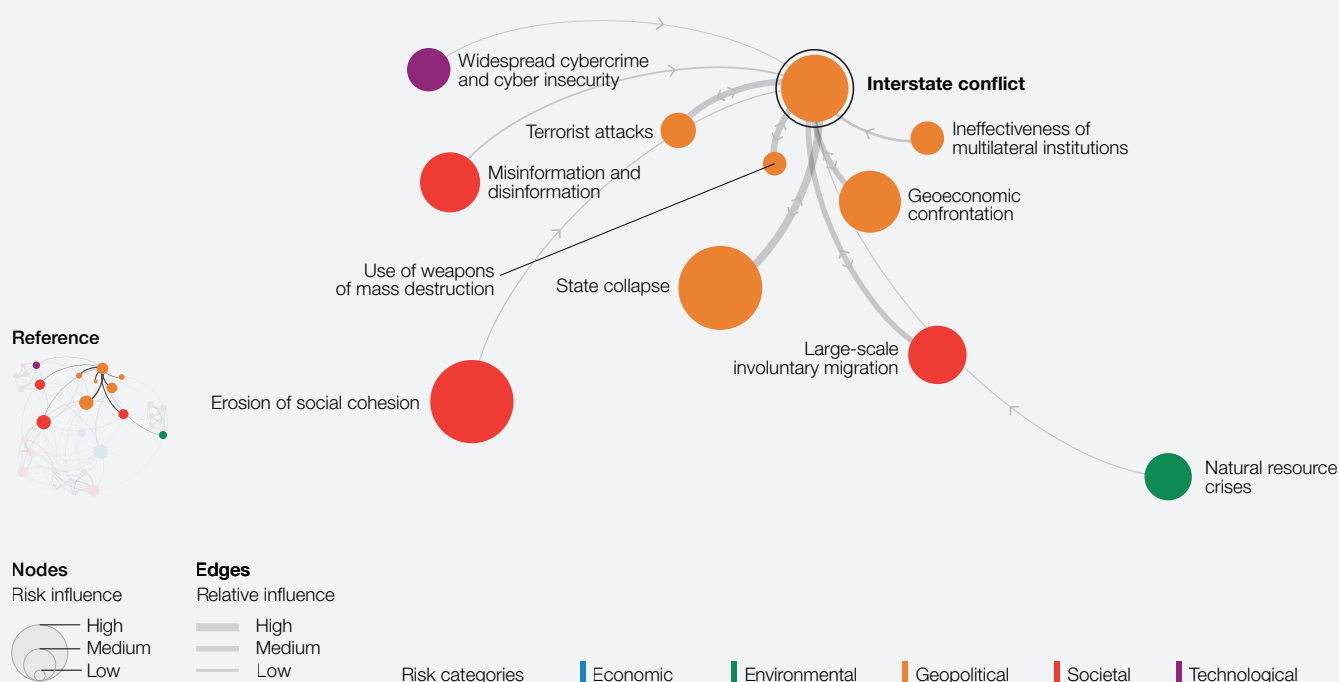 Widespread cybercrime
and cyber insecurity
Interstate conflict
Terrorist attacks
Ineffectiveness of
multilateral institutions
Misinformation and
disinformation
Geoeconomic
confrontation
Use of weapons
of mass destruction
State collapse
Reference
Large-scale
involuntary migration
Erosion of social cohesion
Natural resource
crises
Nodes
Risk influence
High
Medium
Low
Edges
Relative influence
High
Medium
Low
Risk categories
Economic
Environmental
Geopolitical
Societal
Technological